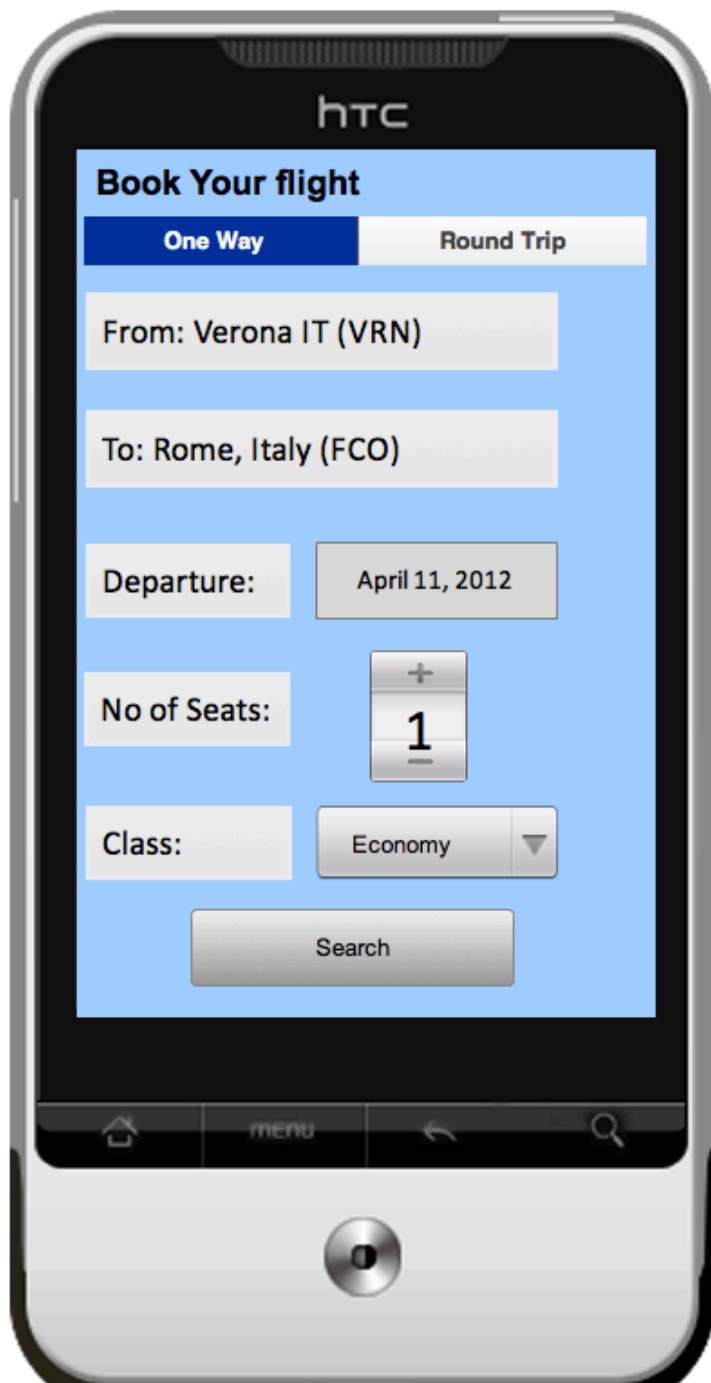 hTC
Book Your flight
One Way Round Trip
From: Verona IT (VRN)
To: Rome, Italy (FCO)
Departure: April 11, 2012
+
No of Seats: 1
−
Class: Economy
Search
menu